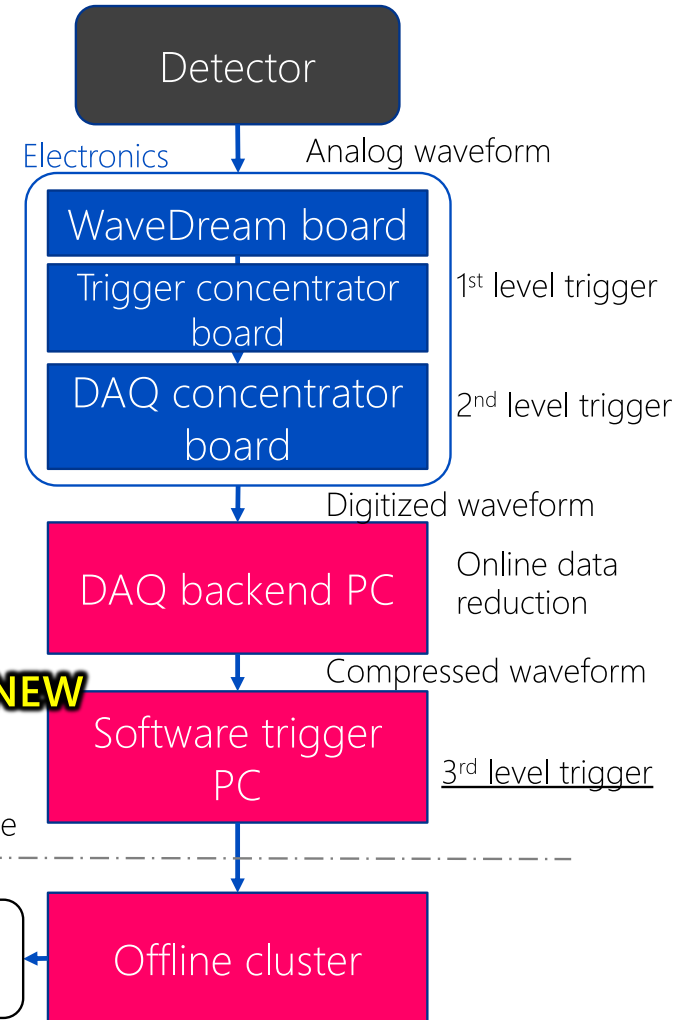 Detector
Electronics
Analog waveform
WaveDream board
Trigger concentrator
board
1st level trigger
DAQ concentrator
board
2nd level trigger
Digitized waveform
DAQ backend PC
Online data
reduction
Compressed waveform
NEW
Software trigger
PC
3rd level trigger
e
Offline cluster